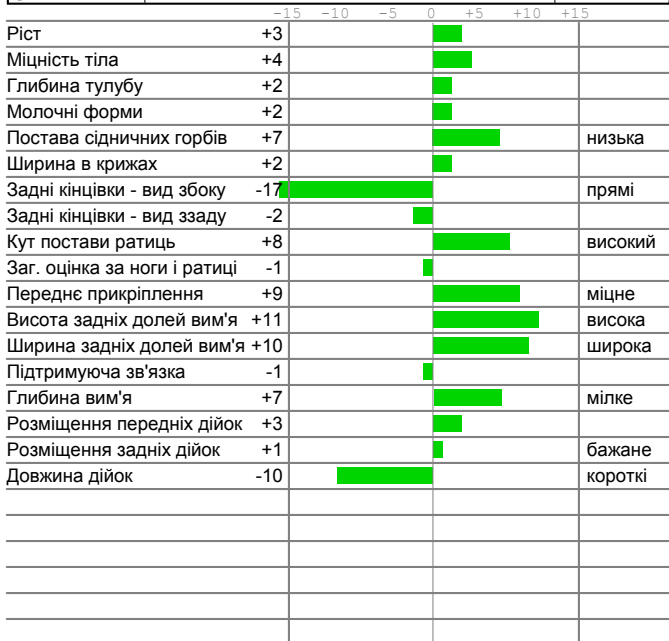 -15 -10 -5 0 +5 +10 +15
Ріст +3
Міцність тіла +4
Глибина тулубу +2
Молочні форми +2
Постава сідничних горбів +7 низька
Ширина в крижах +2
Задні кінцівки - вид збоку -17 прямі
Задні кінцівки - вид ззаду -2
Кут постави ратиць +8 високий
Заг. оцінка за ноги і ратиці -1
Переднє прикріплення +9 міцне
Висота задніх долей вим'я +11 висока
Ширина задніх долей вим'я +10 широка
Підтримуюча зв'язка -1
Глибина вим'я +7 мілке
Розміщення передніх дійок +3
Розміщення задніх дійок +1 бажане
Довжина дійок -10 короткі